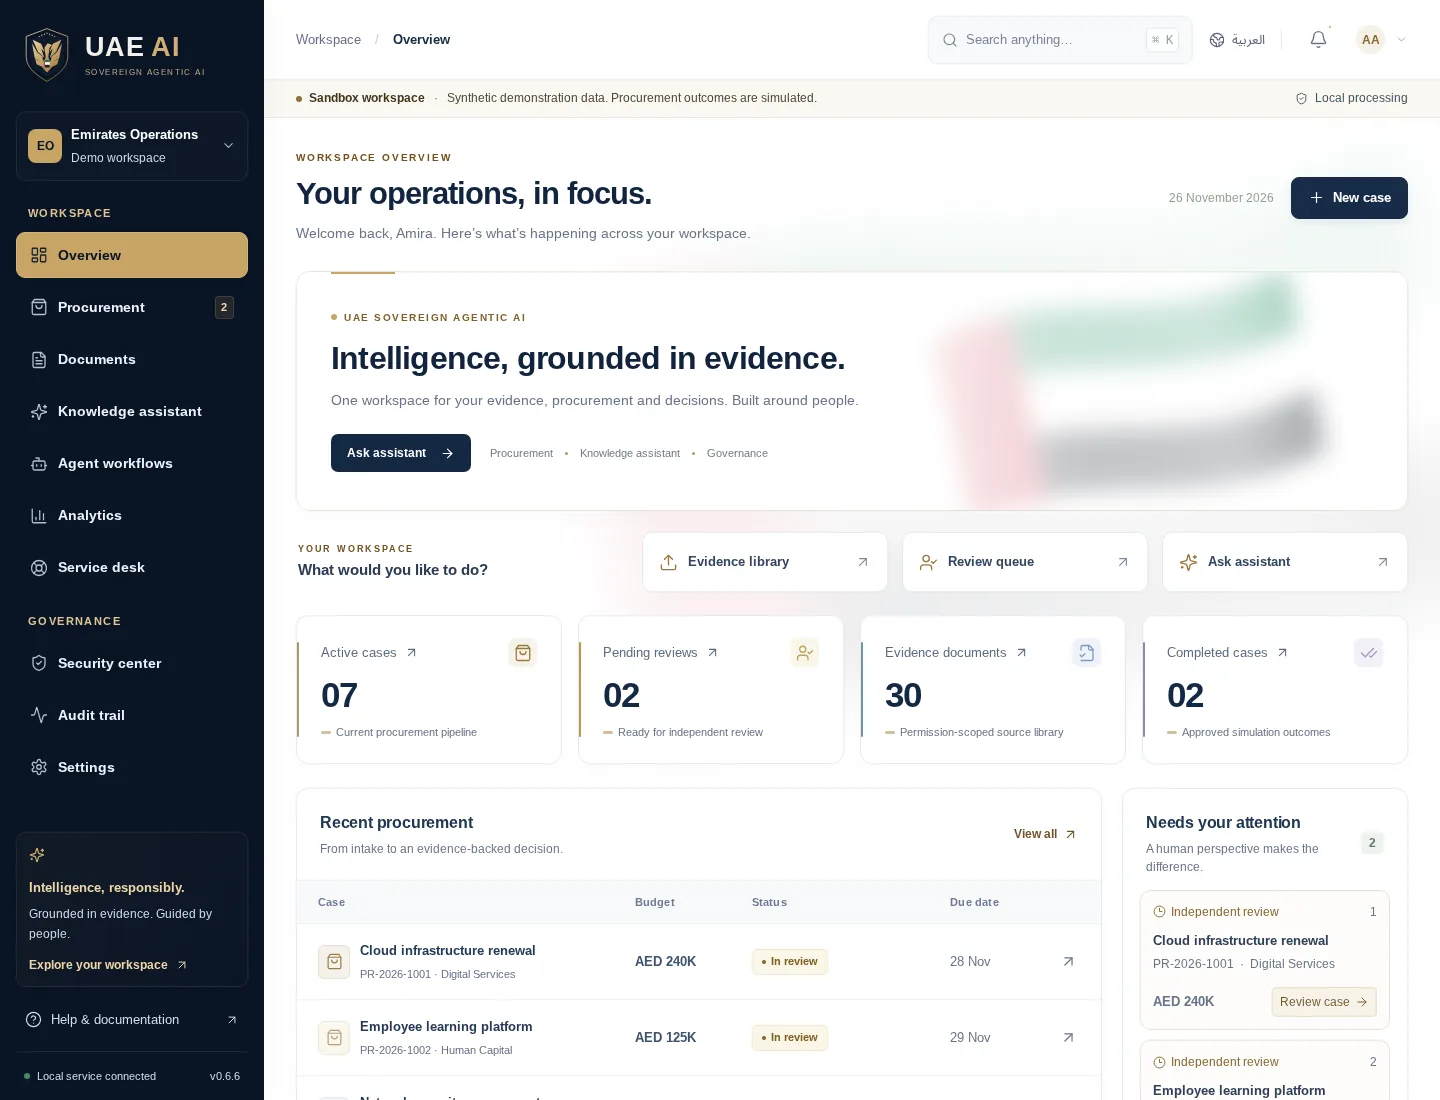 UAE AI
SOVEREIGN AGENTIC AI
EO
Emirates Operations
Demo workspace
WORKSPACE
Overview
Procurement 2
Documents
Knowledge assistant
Agent workflows
Analytics
Service desk
GOVERNANCE
Security center
Audit trail
Settings
Intelligence, responsibly.
Grounded in evidence. Guided by
people.
Explore your workspace
Help & documentation
Local service connected v0.6.6
Workspace / Overview
Search anything… ⌘ K
العربية
AA
Sandbox workspace · Synthetic demonstration data. Procurement outcomes are simulated.
Local processing
WORKSPACE OVERVIEW
Your operations, in focus.
Welcome back, Amira. Here’s what’s happening across your workspace.
26 November 2026
New case
UAE SOVEREIGN AGENTIC AI
Intelligence, grounded in evidence.
One workspace for your evidence, procurement and decisions. Built around people.
Ask assistant
Procurement • Knowledge assistant • Governance
YOUR WORKSPACE
What would you like to do?
Evidence library
Review queue
Ask assistant
Active cases
07
Current procurement pipeline
Pending reviews
02
Ready for independent review
Evidence documents
30
Permission-scoped source library
Completed cases
02
Approved simulation outcomes
Recent procurement
From intake to an evidence-backed decision.
View all
Case Budget Status Due date
Cloud infrastructure renewal
PR-2026-1001 · Digital Services
AED 240K
In review
28 Nov
Employee learning platform
PR-2026-1002 · Human Capital
AED 125K
In review
29 Nov
Needs your attention
A human perspective makes the
difference.
2
Independent review 1
Cloud infrastructure renewal
PR-2026-1001 · Digital Services
AED 240K
Review case
Independent review 2
Employee learning platform